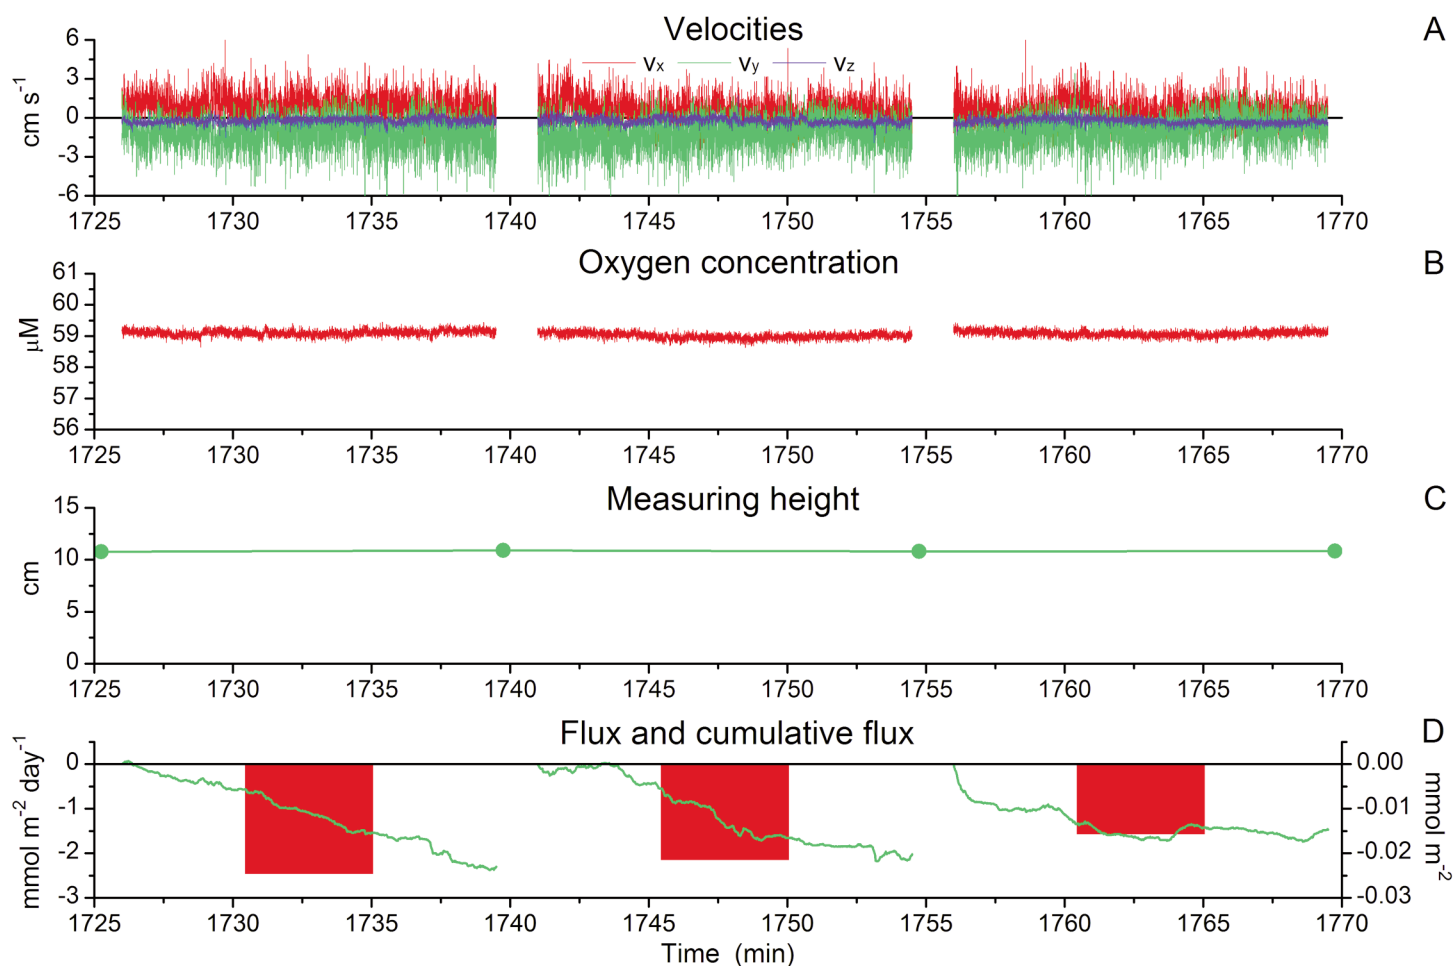 Velocities
A
vx vy vz
cm s-1
6
3
0
-3
-6
1725 1730 1735 1740 1745 1750 1755 1760 1765 1770
Oxygen concentration
B
μM
61
60
59
58
57
56
1725 1730 1735 1740 1745 1750 1755 1760 1765 1770
Measuring height
C
cm
15
10
5
0
1725 1730 1735 1740 1745 1750 1755 1760 1765 1770
Flux and cumulative flux
D
mmol m-2 day-1
0
-1
-2
-3
0.00
-0.01
-0.02
-0.03
mmol m-2
1725 1730 1735 1740 1745 1750 1755 1760 1765 1770
Time (min)